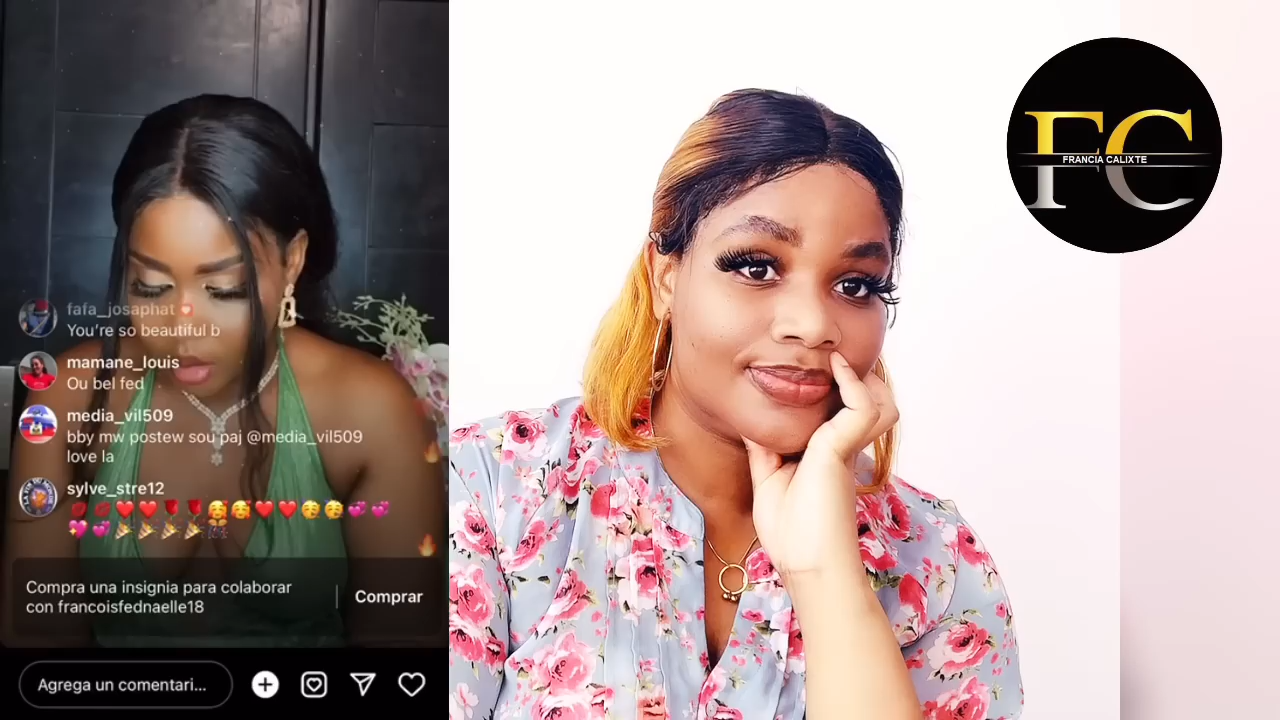 fafa_josaphat
You're so beautiful b
mamane_louis
Ou bel fed
media_vil509
bby mw postew sou paj @media_vil509
love la
sylve_stre12
💋💋❤️❤️🌹🌹🥰🥰❤️❤️🥳🥳💞💞
💖💞🎉🎉🎉🎉🎆
Compra una insignia para colaborar
con francoisfednaelle18
Comprar
Agrega un comentari...
FC
FRANCIA CALIXTE